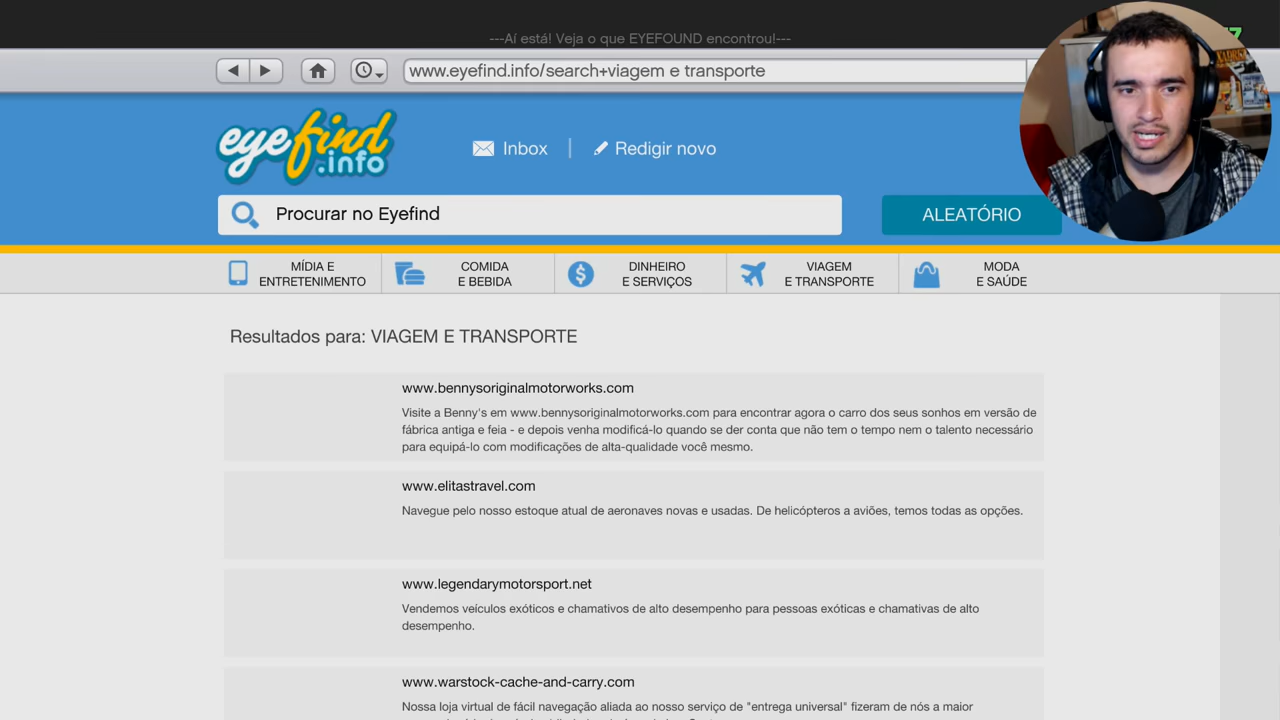 ---Aí está! Veja o que EYEFOUND encontrou!---
www.eyefind.info/search+viagem e transporte
eyefind
.info
Inbox
Redigir novo
Procurar no Eyefind
ALEATÓRIO
MÍDIA E
ENTRETENIMENTO
COMIDA
E BEBIDA
DINHEIRO
E SERVIÇOS
VIAGEM
E TRANSPORTE
MODA
E SAÚDE
Resultados para: VIAGEM E TRANSPORTE
www.bennysoriginalmotorworks.com
Visite a Benny's em www.bennysoriginalmotorworks.com para encontrar agora o carro dos seus sonhos em versão de
fábrica antiga e feia - e depois venha modificá-lo quando se der conta que não tem o tempo nem o talento necessário
para equipá-lo com modificações de alta-qualidade você mesmo.
www.elitastravel.com
Navegue pelo nosso estoque atual de aeronaves novas e usadas. De helicópteros a aviões, temos todas as opções.
www.legendarymotorsport.net
Vendemos veículos exóticos e chamativos de alto desempenho para pessoas exóticas e chamativas de alto
desempenho.
www.warstock-cache-and-carry.com
Nossa loja virtual de fácil navegação aliada ao nosso serviço de "entrega universal" fizeram de nós a maior